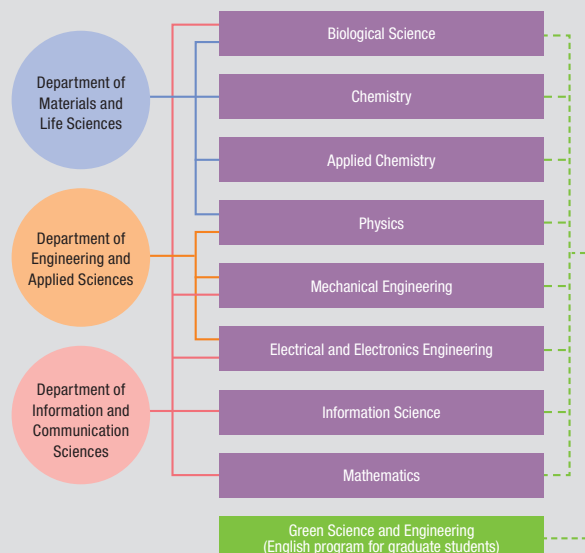 Department of
Materials and
Life Sciences
Department of
Engineering and
Applied Sciences
Department of
Information and
Communication
Sciences
Biological Science
Chemistry
Applied Chemistry
Physics
Mechanical Engineering
Electrical and Electronics Engineering
Information Science
Mathematics
Green Science and Engineering
(English program for graduate students)